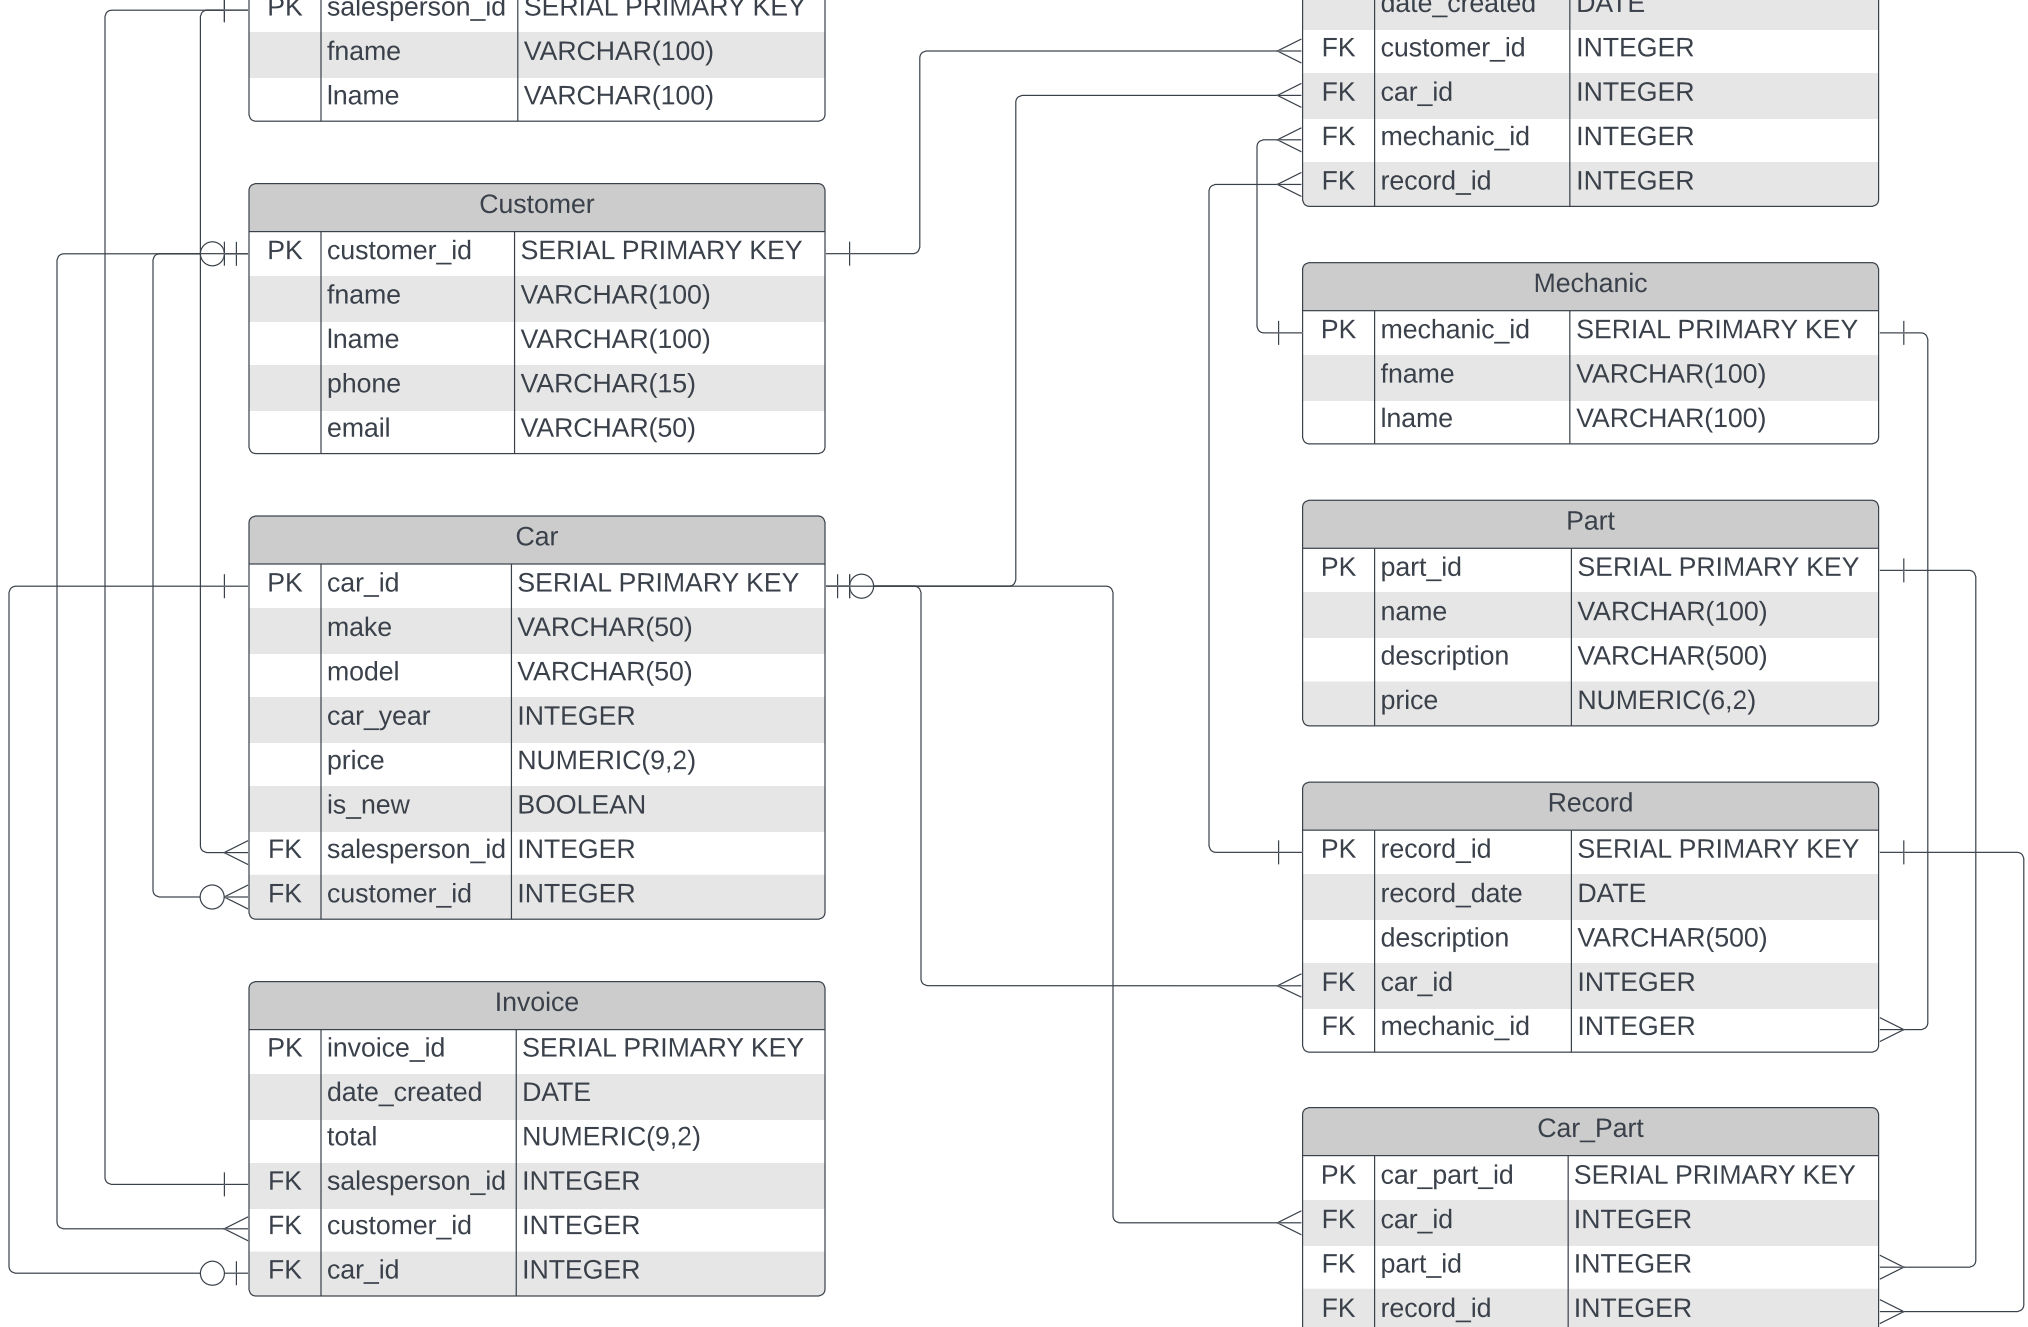 PK salesperson_id SERIAL PRIMARY KEY
fname VARCHAR(100)
lname VARCHAR(100)
Customer
PK customer_id SERIAL PRIMARY KEY
fname VARCHAR(100)
lname VARCHAR(100)
phone VARCHAR(15)
email VARCHAR(50)
Car
PK car_id SERIAL PRIMARY KEY
make VARCHAR(50)
model VARCHAR(50)
car_year INTEGER
price NUMERIC(9,2)
is_new BOOLEAN
FK salesperson_id INTEGER
FK customer_id INTEGER
Invoice
PK invoice_id SERIAL PRIMARY KEY
date_created DATE
total NUMERIC(9,2)
FK salesperson_id INTEGER
FK customer_id INTEGER
FK car_id INTEGER
date_created DATE
FK customer_id INTEGER
FK car_id INTEGER
FK mechanic_id INTEGER
FK record_id INTEGER
Mechanic
PK mechanic_id SERIAL PRIMARY KEY
fname VARCHAR(100)
lname VARCHAR(100)
Part
PK part_id SERIAL PRIMARY KEY
name VARCHAR(100)
description VARCHAR(500)
price NUMERIC(6,2)
Record
PK record_id SERIAL PRIMARY KEY
record_date DATE
description VARCHAR(500)
FK car_id INTEGER
FK mechanic_id INTEGER
Car_Part
PK car_part_id SERIAL PRIMARY KEY
FK car_id INTEGER
FK part_id INTEGER
FK record_id INTEGER